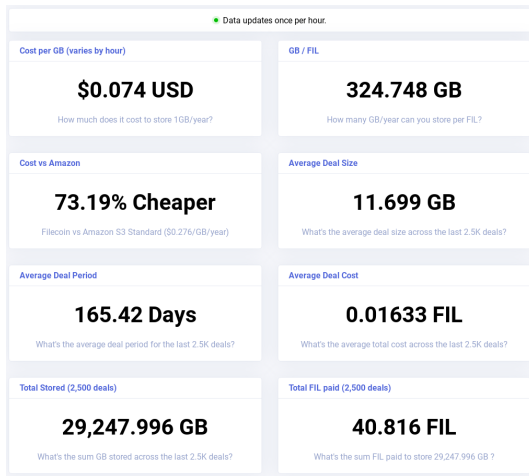 Data updates once per hour.
Cost per GB (varies by hour)
$0.074 USD
How much does it cost to store 1GB/year?
GB / FIL
324.748 GB
How many GB/year can you store per FIL?
Cost vs Amazon
73.19% Cheaper
Filecoin vs Amazon S3 Standard ($0.276/GB/year)
Average Deal Size
11.699 GB
What's the average deal size across the last 2.5K deals?
Average Deal Period
165.42 Days
What's the average deal period for the last 2.5K deals?
Average Deal Cost
0.01633 FIL
What's the average total cost across the last 2.5K deals?
Total Stored (2,500 deals)
29,247.996 GB
What's the sum GB stored across the last 2.5K deals?
Total FIL paid (2,500 deals)
40.816 FIL
What's the sum FIL paid to store 29,247.996 GB ?